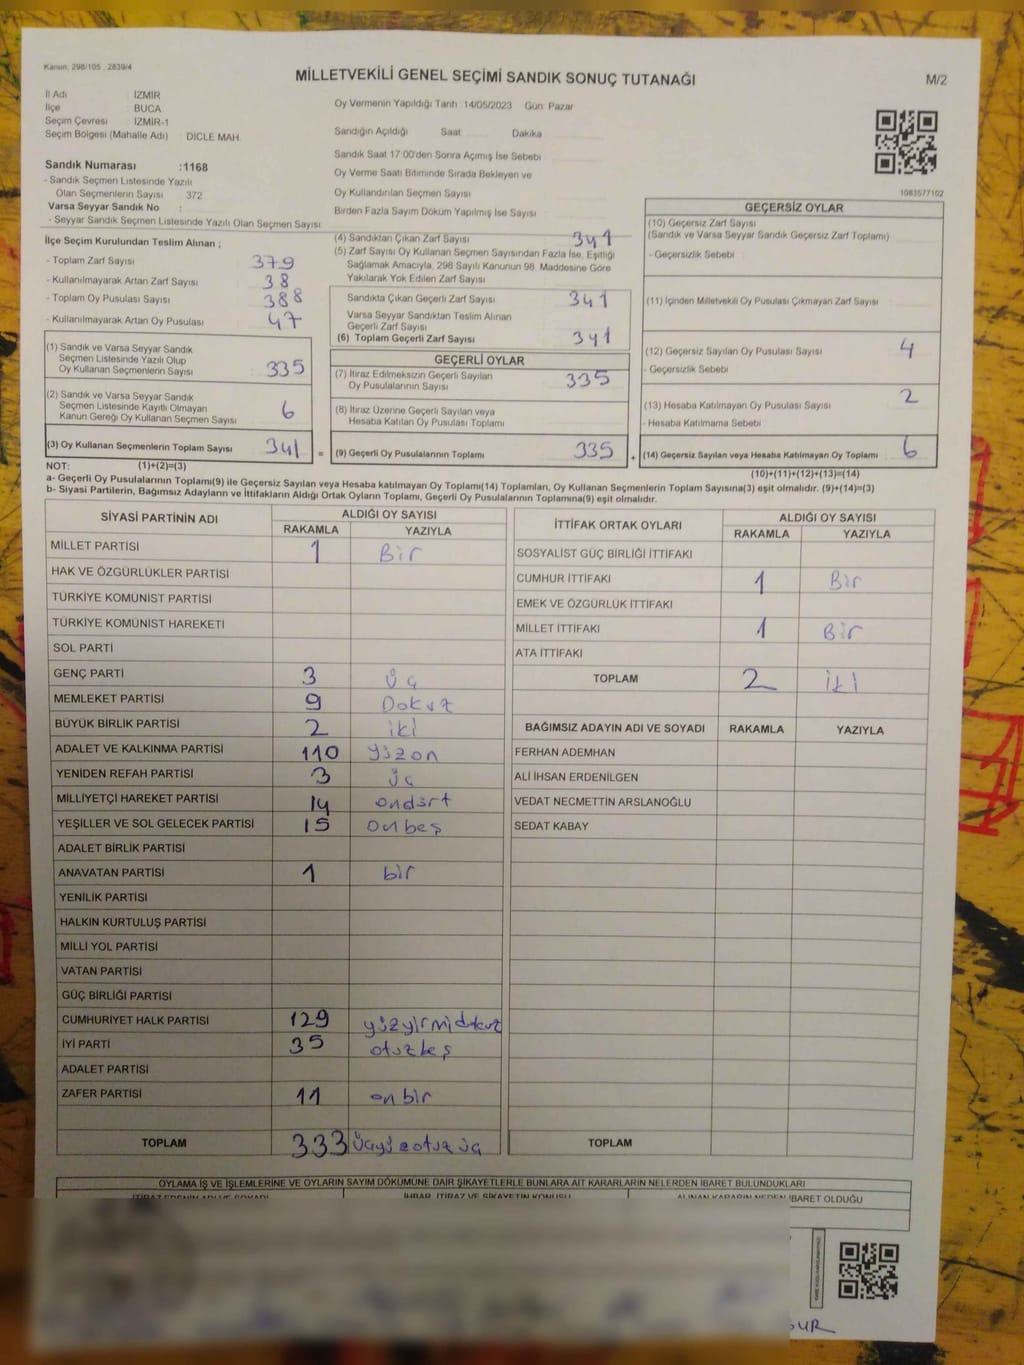 Kanun: 298/105 , 2839/4
MİLLETVEKİLİ GENEL SEÇİMİ SANDIK SONUÇ TUTANAĞI
M/2
İl Adı İZMİR
İlçe BUCA
Seçim Çevresi İZMİR-1
Seçim Bölgesi (Mahalle Adı) DİCLE MAH.
Oy Vermenin Yapıldığı Tarih 14/05/2023 Gün Pazar
Sandığın Açıldığı Saat Dakika
Sandık Saat 17:00'den Sonra Açımış İse Sebebi
Oy Verme Saati Bitiminde Sırada Bekleyen ve
Oy Kullandırılan Seçmen Sayısı
Birden Fazla Sayım Döküm Yapılmış İse Sayısı
1083577102
Sandık Numarası :1168
- Sandık Seçmen Listesinde Yazılı
Olan Seçmenlerin Sayısı 372
Varsa Seyyar Sandık No :
- Seyyar Sandık Seçmen Listesinde Yazılı Olan Seçmen Sayısı
İlçe Seçim Kurulundan Teslim Alınan ;
- Toplam Zarf Sayısı 379
- Kullanılmayarak Artan Zarf Sayısı 38
- Toplam Oy Pusulası Sayısı 388
- Kullanılmayarak Artan Oy Pusulası 47
(1) Sandık ve Varsa Seyyar Sandık
Seçmen Listesinde Yazılı Olup
Oy Kullanan Seçmenlerin Sayısı 335
(2) Sandık ve Varsa Seyyar Sandık
Seçmen Listesinde Kayıtlı Olmayan
Kanun Gereği Oy Kullanan Seçmen Sayısı 6
(3) Oy Kullanan Seçmenlerin Toplam Sayısı 341 =
(4) Sandıktan Çıkan Zarf Sayısı 341
(5) Zarf Sayısı Oy Kullanan Seçmen Sayısından Fazla İse, Eşitliği
Sağlamak Amacıyla, 298 Sayılı Kanunun 98. Maddesine Göre
Yakılarak Yok Edilen Zarf Sayısı
Sandıkta Çıkan Geçerli Zarf Sayısı 341
Varsa Seyyar Sandıktan Teslim Alınan
Geçerli Zarf Sayısı
(6) Toplam Geçerli Zarf Sayısı 341
GEÇERLİ OYLAR
(7) İtiraz Edilmeksizin Geçerli Sayılan
Oy Pusulalarının Sayısı 335
(8) İtiraz Üzerine Geçerli Sayılan veya
Hesaba Katılan Oy Pusulası Toplamı
(9) Geçerli Oy Pusulalarının Toplamı 335 +
GEÇERSİZ OYLAR
(10) Geçersiz Zarf Sayısı
(Sandık ve Varsa Seyyar Sandık Geçersiz Zarf Toplamı)
- Geçersizlik Sebebi
(11) İçinden Milletvekili Oy Pusulası Çıkmayan Zarf Sayısı
(12) Geçersiz Sayılan Oy Pusulası Sayısı 4
- Geçersizlik Sebebi
(13) Hesaba Katılmayan Oy Pusulası Sayısı 2
- Hesaba Katılmama Sebebi
(14) Geçersiz Sayılan veya Hesaba Katılmayan Oy Toplamı 6
NOT: (1)+(2)=(3) (10)+(11)+(12)+(13)=(14)
a- Geçerli Oy Pusulalarının Toplamı(9) ile Geçersiz Sayılan veya Hesaba katılmayan Oy Toplamı(14) Toplamları, Oy Kullanan Seçmenlerin Toplam Sayısına(3) eşit olmalıdır. (9)+(14)=(3)
b- Siyasi Partilerin, Bağımsız Adayların ve İttifakların Aldığı Ortak Oyların Toplamı, Geçerli Oy Pusulalarının Toplamına(9) eşit olmalıdır.
SİYASİ PARTİNİN ADI ALDIĞI OY SAYISI
RAKAMLA YAZIYLA
MİLLET PARTİSİ 1 Bir
HAK VE ÖZGÜRLÜKLER PARTİSİ
TÜRKİYE KOMÜNİST PARTİSİ
TÜRKİYE KOMÜNİST HAREKETİ
SOL PARTİ
GENÇ PARTİ 3 üç
MEMLEKET PARTİSİ 9 Dokuz
BÜYÜK BİRLİK PARTİSİ 2 iki
ADALET VE KALKINMA PARTİSİ 110 yüzon
YENİDEN REFAH PARTİSİ 3 üç
MİLLİYETÇİ HAREKET PARTİSİ 14 ondört
YEŞİLLER VE SOL GELECEK PARTİSİ 15 onbeş
ADALET BİRLİK PARTİSİ
ANAVATAN PARTİSİ 1 bir
YENİLİK PARTİSİ
HALKIN KURTULUŞ PARTİSİ
MİLLİ YOL PARTİSİ
VATAN PARTİSİ
GÜÇ BİRLİĞİ PARTİSİ
CUMHURİYET HALK PARTİSİ 129 yüzyirmidokuz
İYİ PARTİ 35 otuzbeş
ADALET PARTİSİ
ZAFER PARTİSİ 11 onbir
TOPLAM 333 üçyüzotuzüç
İTTİFAK ORTAK OYLARI ALDIĞI OY SAYISI
RAKAMLA YAZIYLA
SOSYALİST GÜÇ BİRLİĞİ İTTİFAKI
CUMHUR İTTİFAKI 1 Bir
EMEK VE ÖZGÜRLÜK İTTİFAKI
MİLLET İTTİFAKI 1 Bir
ATA İTTİFAKI
TOPLAM 2 iki
BAĞIMSIZ ADAYIN ADI VE SOYADI RAKAMLA YAZIYLA
FERHAN ADEMHAN
ALİ İHSAN ERDENİLGEN
VEDAT NECMETTİN ARSLANOĞLU
SEDAT KABAY
TOPLAM
OYLAMA İŞ VE İŞLEMLERİNE VE OYLARIN SAYIM DÖKÜMÜNE DAİR ŞİKAYETLERLE BUNLARA AİT KARARLARIN NELERDEN İBARET BULUNDUKLARI
İTİRAZ EDENİN ADI VE SOYADI İHBAR, İTİRAZ VE ŞİKAYETİN KONUSU ALINAN KARARIN NEDEN İBARET OLDUĞU